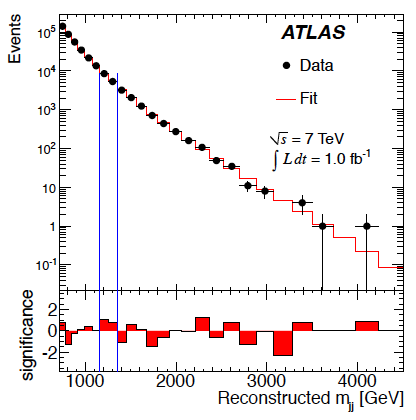 ATLAS
Data
Fit
√s = 7 TeV
∫ L dt = 1.0 fb⁻¹
Events
10⁵
10⁴
10³
10²
10
1
10⁻¹
significance
2
0
-2
1000 2000 3000 4000
Reconstructed mⱼⱼ [GeV]